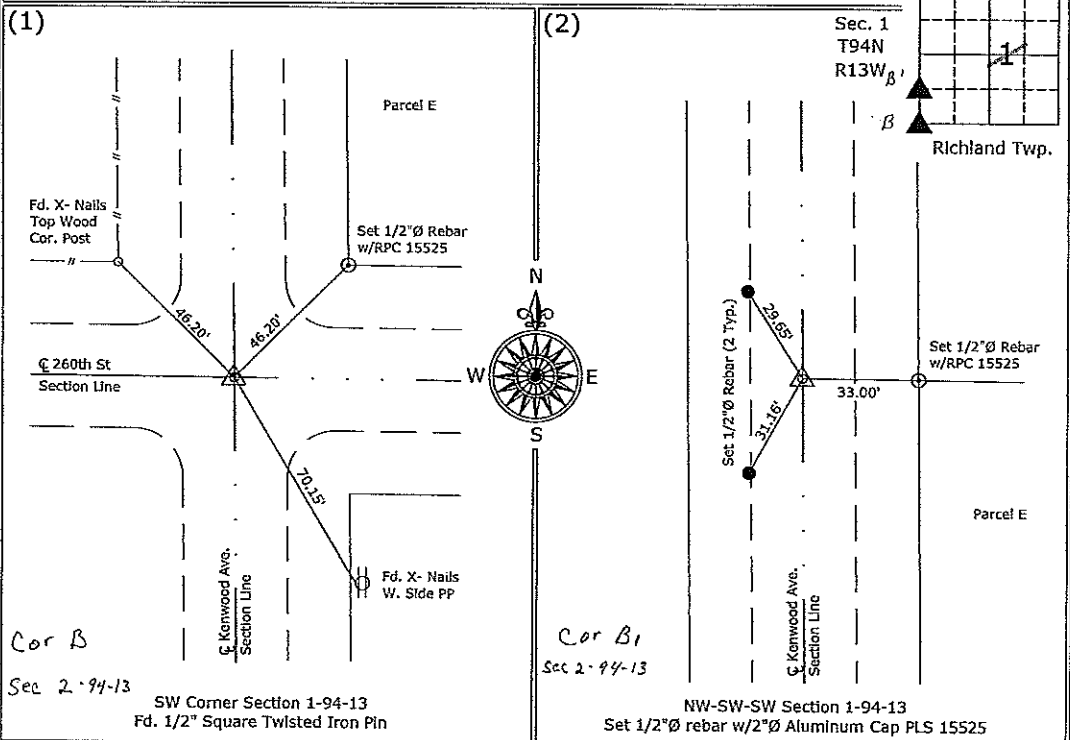 (1)
Parcel E
Fd. X- Nails
Top Wood
Cor. Post
Set 1/2"Ø Rebar
w/RPC 15525
46.20'
46.20'
℄ 260th St
Section Line
70.15'
℄ Kenwood Ave.
Section Line
Fd. X- Nails
W. Side PP
Cor B
Sec 2-94-13
SW Corner Section 1-94-13
Fd. 1/2" Square Twisted Iron Pin
N
W
E
S
(2)
Sec. 1
T94N
R13W
1
β'
β
Richland Twp.
29.65'
Set 1/2"Ø Rebar (2 Typ.)
31.16'
33.00'
Set 1/2"Ø Rebar
w/RPC 15525
Parcel E
℄ Kenwood Ave.
Section Line
Cor B1
Sec 2-94-13
NW-SW-SW Section 1-94-13
Set 1/2"Ø rebar w/2"Ø Aluminum Cap PLS 15525